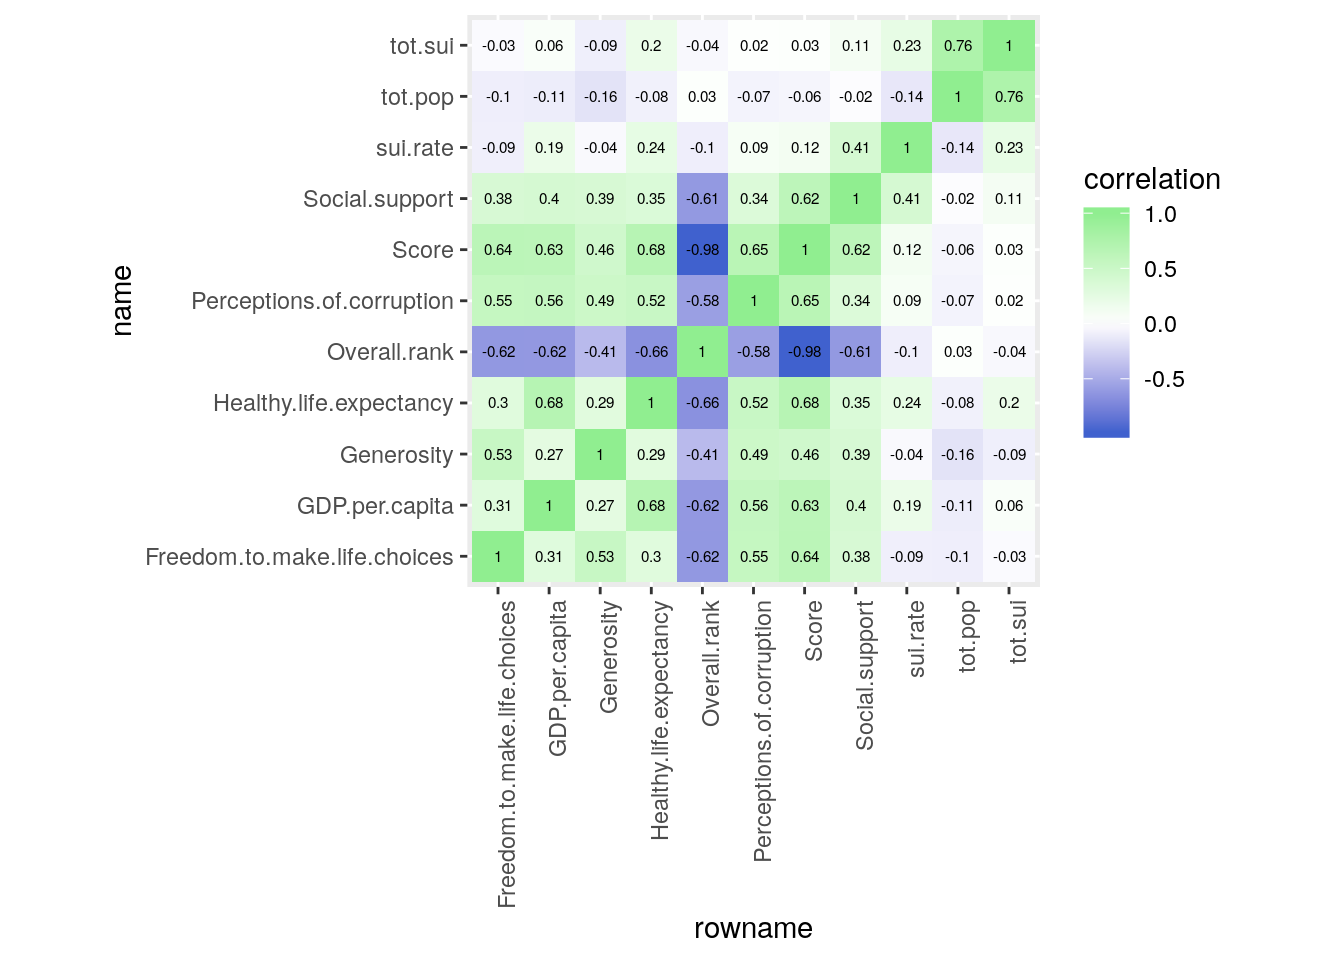 tot.sui -0.03 0.06 -0.09 0.2 -0.04 0.02 0.03 0.11 0.23 0.76 1
tot.pop -0.1 -0.11 -0.16 -0.08 0.03 -0.07 -0.06 -0.02 -0.14 1 0.76
sui.rate -0.09 0.19 -0.04 0.24 -0.1 0.09 0.12 0.41 1 -0.14 0.23
Social.support 0.38 0.4 0.39 0.35 -0.61 0.34 0.62 1 0.41 -0.02 0.11
Score 0.64 0.63 0.46 0.68 -0.98 0.65 1 0.62 0.12 -0.06 0.03
Perceptions.of.corruption 0.55 0.56 0.49 0.52 -0.58 1 0.65 0.34 0.09 -0.07 0.02
Overall.rank -0.62 -0.62 -0.41 -0.66 1 -0.58 -0.98 -0.61 -0.1 0.03 -0.04
Healthy.life.expectancy 0.3 0.68 0.29 1 -0.66 0.52 0.68 0.35 0.24 -0.08 0.2
Generosity 0.53 0.27 1 0.29 -0.41 0.49 0.46 0.39 -0.04 -0.16 -0.09
GDP.per.capita 0.31 1 0.27 0.68 -0.62 0.56 0.63 0.4 0.19 -0.11 0.06
Freedom.to.make.life.choices 1 0.31 0.53 0.3 -0.62 0.55 0.64 0.38 -0.09 -0.1 -0.03
name
Freedom.to.make.life.choices
GDP.per.capita
Generosity
Healthy.life.expectancy
Overall.rank
Perceptions.of.corruption
Score
Social.support
sui.rate
tot.pop
tot.sui
rowname
correlation
1.0
0.5
0.0
-0.5